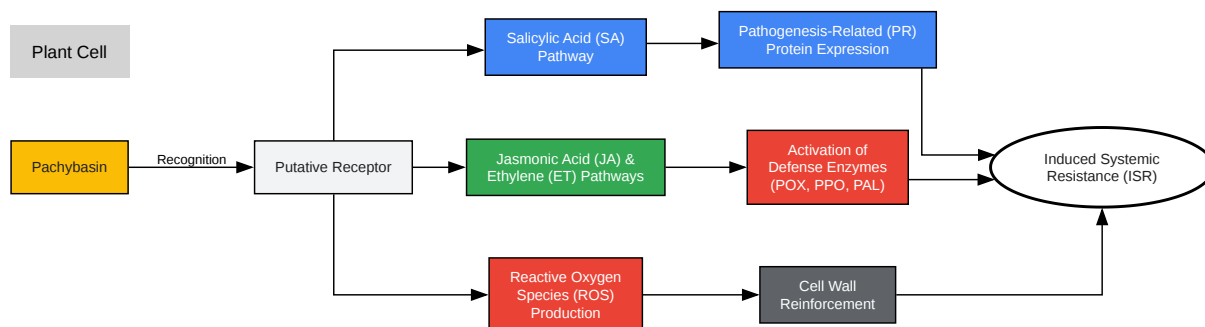 Plant Cell
Salicylic Acid (SA)
Pathway
Pathogenesis-Related (PR)
Protein Expression
Pachybasin
Recognition
Putative Receptor
Jasmonic Acid (JA) &
Ethylene (ET) Pathways
Activation of
Defense Enzymes
(POX, PPO, PAL)
Induced Systemic
Resistance (ISR)
Reactive Oxygen
Species (ROS)
Production
Cell Wall
Reinforcement